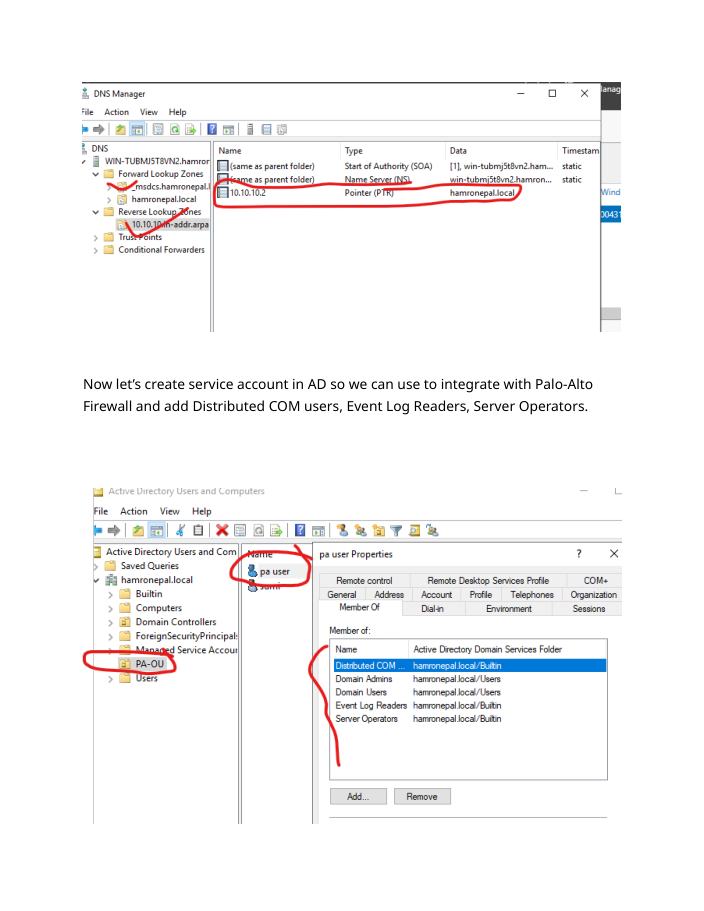 DNS Manager
anag
File Action View Help
DNS
WIN-TUBMJ5T8VN2.hamror
Forward Lookup Zones
_msdcs.hamronepal.l
hamronepal.local
Reverse Lookup Zones
10.10.10.in-addr.arpa
Trust Points
Conditional Forwarders
Name Type Data Timestam
(same as parent folder) Start of Authority (SOA) [1], win-tubmj5t8vn2.ham... static
(same as parent folder) Name Server (NS) win-tubmj5t8vn2.hamron... static
10.10.10.2 Pointer (PTR) hamronepal.local.
Wind
00431
Now let’s create service account in AD so we can use to integrate with Palo-Alto
Firewall and add Distributed COM users, Event Log Readers, Server Operators.
Active Directory Users and Computers
File Action View Help
Active Directory Users and Com
Saved Queries
hamronepal.local
Builtin
Computers
Domain Controllers
ForeignSecurityPrincipals
Managed Service Accour
PA-OU
Users
Name
pa user
pa user Properties ?
Remote control Remote Desktop Services Profile COM+
General Address Account Profile Telephones Organization
Member Of Dial-in Environment Sessions
Member of:
Name Active Directory Domain Services Folder
Distributed COM ... hamronepal.local/Builtin
Domain Admins hamronepal.local/Users
Domain Users hamronepal.local/Users
Event Log Readers hamronepal.local/Builtin
Server Operators hamronepal.local/Builtin
Add... Remove